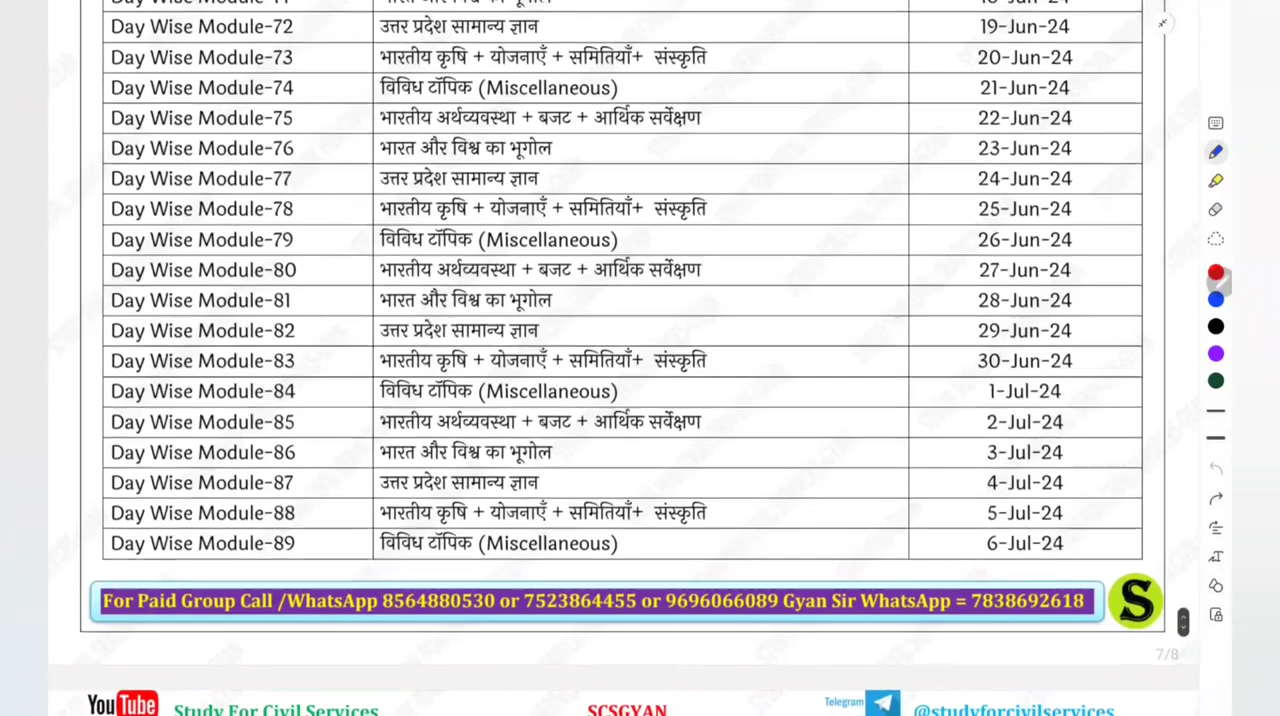 Day Wise Module-72 उत्तर प्रदेश सामान्य ज्ञान 19-Jun-24
Day Wise Module-73 भारतीय कृषि + योजनाएँ + समितियाँ+ संस्कृति 20-Jun-24
Day Wise Module-74 विविध टॉपिक (Miscellaneous) 21-Jun-24
Day Wise Module-75 भारतीय अर्थव्यवस्था + बजट + आर्थिक सर्वेक्षण 22-Jun-24
Day Wise Module-76 भारत और विश्व का भूगोल 23-Jun-24
Day Wise Module-77 उत्तर प्रदेश सामान्य ज्ञान 24-Jun-24
Day Wise Module-78 भारतीय कृषि + योजनाएँ + समितियाँ+ संस्कृति 25-Jun-24
Day Wise Module-79 विविध टॉपिक (Miscellaneous) 26-Jun-24
Day Wise Module-80 भारतीय अर्थव्यवस्था + बजट + आर्थिक सर्वेक्षण 27-Jun-24
Day Wise Module-81 भारत और विश्व का भूगोल 28-Jun-24
Day Wise Module-82 उत्तर प्रदेश सामान्य ज्ञान 29-Jun-24
Day Wise Module-83 भारतीय कृषि + योजनाएँ + समितियाँ+ संस्कृति 30-Jun-24
Day Wise Module-84 विविध टॉपिक (Miscellaneous) 1-Jul-24
Day Wise Module-85 भारतीय अर्थव्यवस्था + बजट + आर्थिक सर्वेक्षण 2-Jul-24
Day Wise Module-86 भारत और विश्व का भूगोल 3-Jul-24
Day Wise Module-87 उत्तर प्रदेश सामान्य ज्ञान 4-Jul-24
Day Wise Module-88 भारतीय कृषि + योजनाएँ + समितियाँ+ संस्कृति 5-Jul-24
Day Wise Module-89 विविध टॉपिक (Miscellaneous) 6-Jul-24
For Paid Group Call /WhatsApp 8564880530 or 7523864455 or 9696066089 Gyan Sir WhatsApp = 7838692618 S
7/8
YouTube Study For Civil Services SCSGYAN Telegram @studyforcivilservices